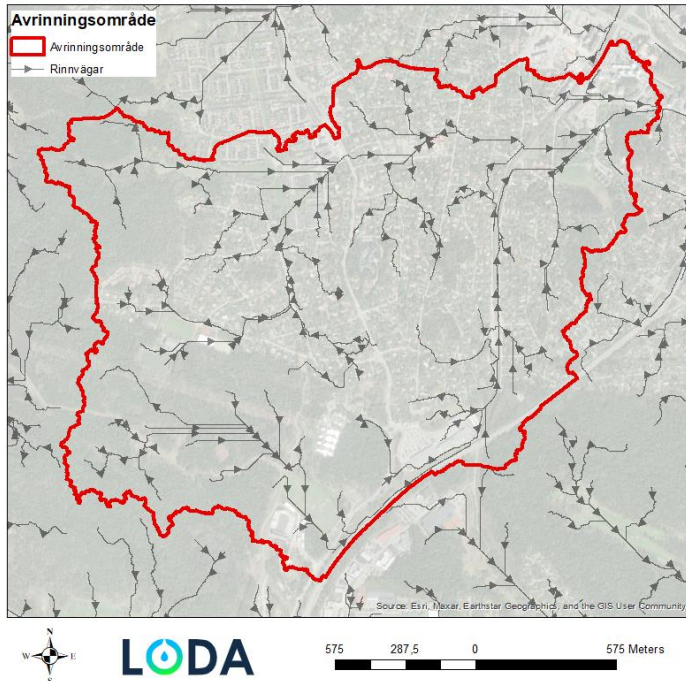 Avrinningsområde
Avrinningsområde
Rinnvägar
Source: Esri, Maxar, Earthstar Geographics, and the GIS User Community
N
W E
S
LODA
575 287.5 0 575 Meters